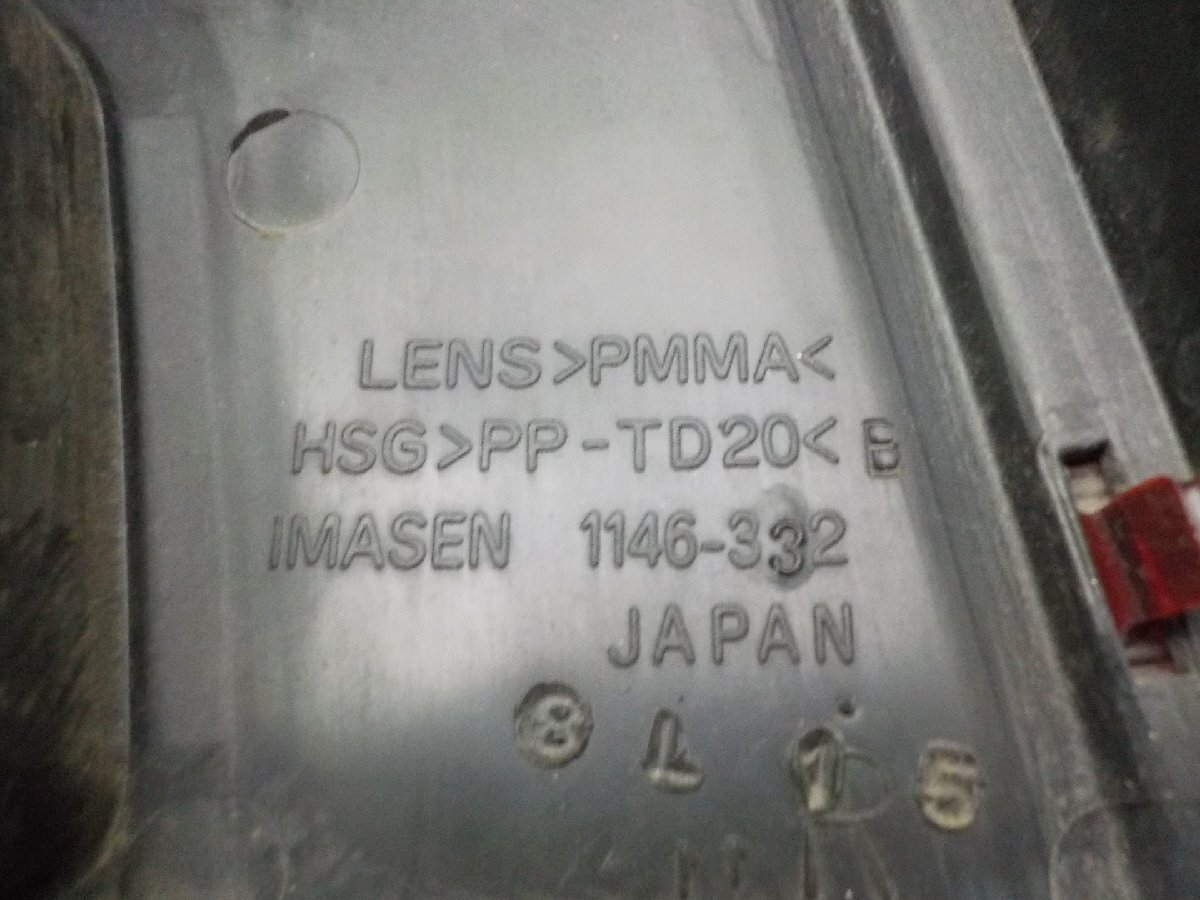 LENS>PMMA<
HSG>PP-TD20< B
IMASEN 1146-332
JAPAN
8 L 1 5